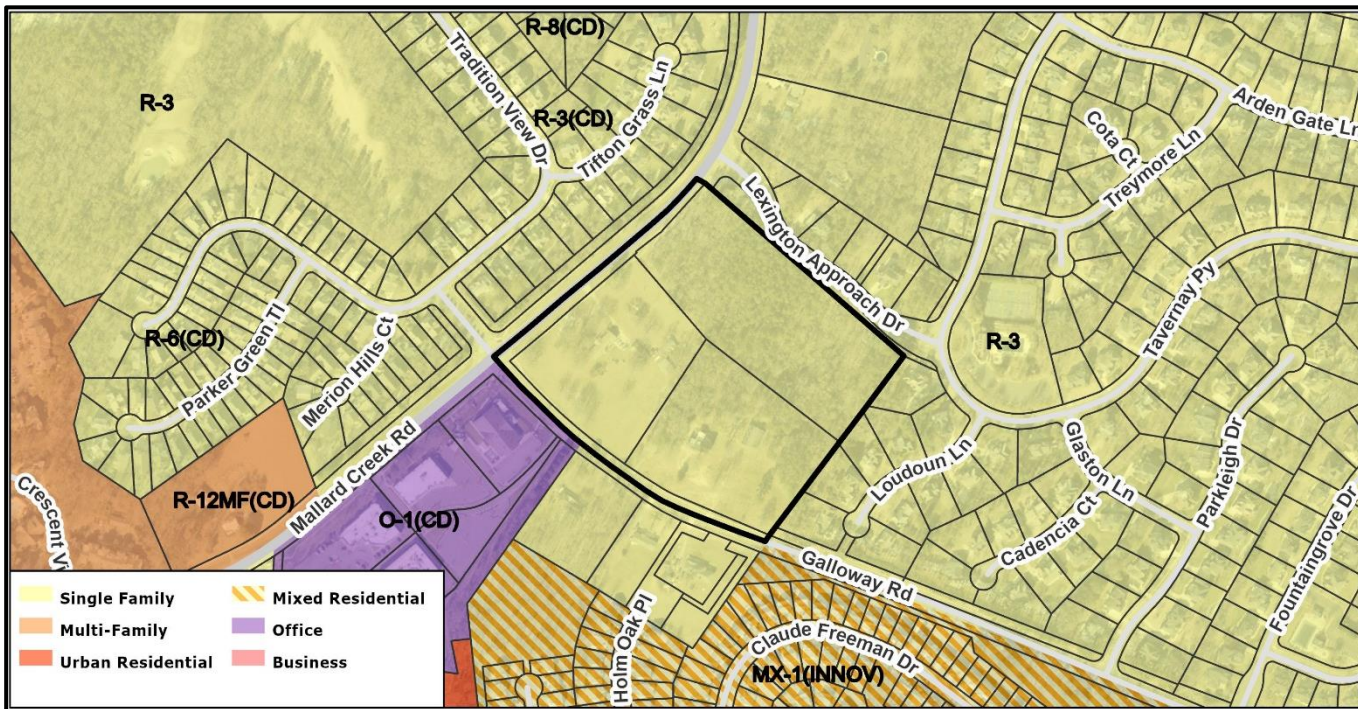 R-8(CD)
Tradition View Dr
Tifton Grass Ln
R-3
R-3(CD)
Arden Gate Ln
Cota Ct
Treymore Ln
Lexington Approach Dr
Tavernay Py
R-6(CD)
Parker Green Tl
Merion Hills Ct
R-3
Mallard Creek Rd
Glaston Ln
Parkleigh Dr
Loudoun Ln
R-12MF(CD)
O-1(CD)
Cadencia Ct
Fountaingrove Dr
Crescent Vi
Galloway Rd
Holm Oak Pl
Claude Freeman Dr
MX-1(INNOV)
Single Family
Mixed Residential
Multi-Family
Office
Urban Residential
Business